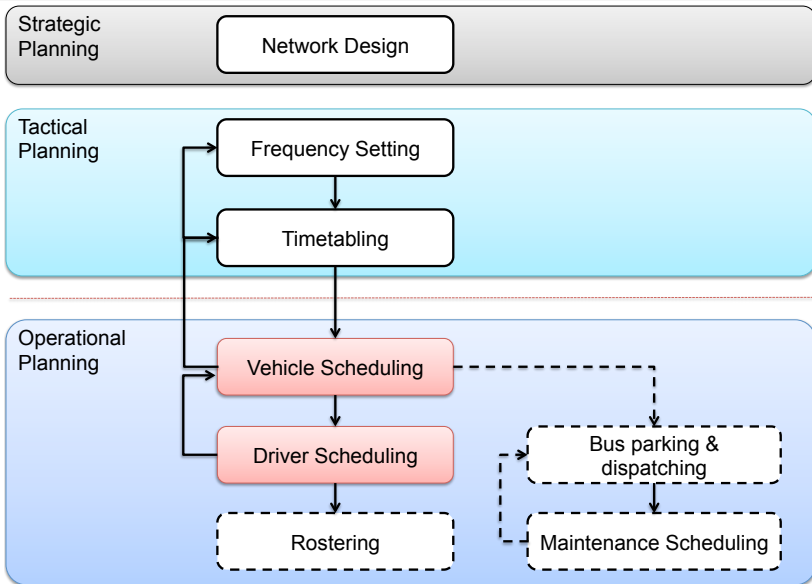 Strategic
Planning
Network Design
Tactical
Planning
Frequency Setting
Timetabling
Operational
Planning
Vehicle Scheduling
Driver Scheduling
Rostering
Bus parking &
dispatching
Maintenance Scheduling